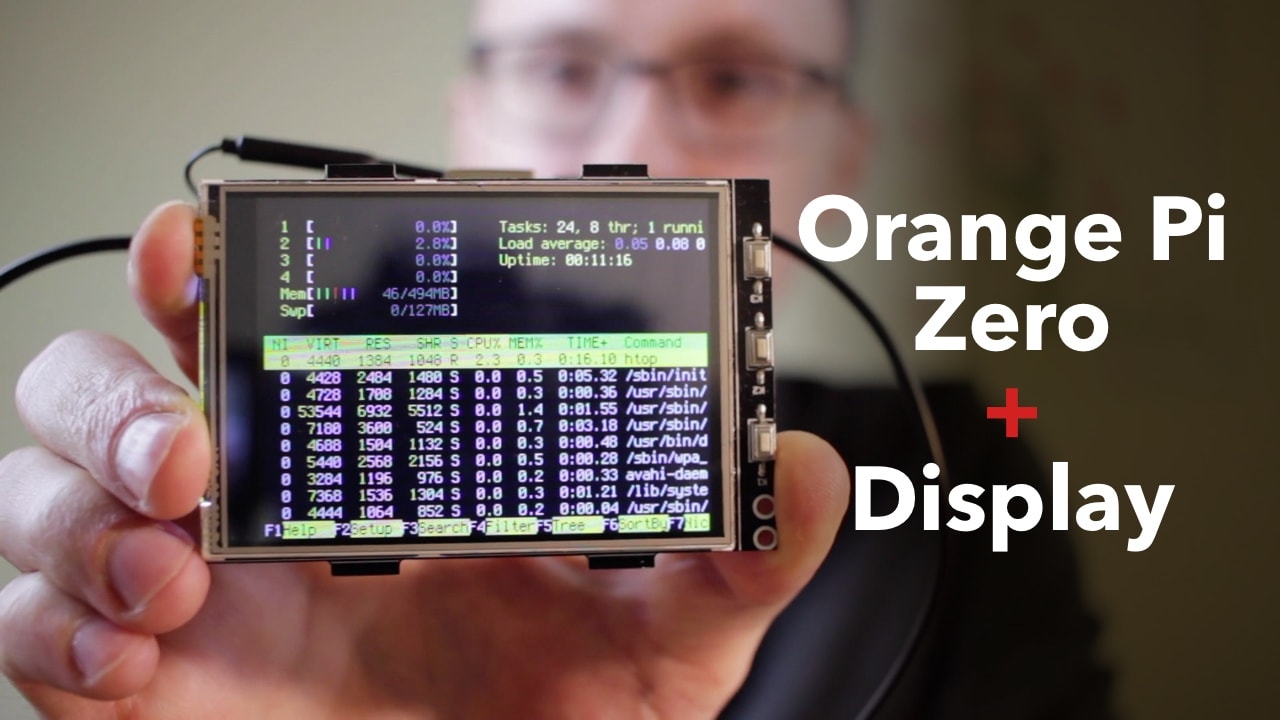 1 [ 0.0%]
2 [|| 2.8%]
3 [ 0.0%]
4 [ 0.0%]
Mem[||||| 46/494MB]
Swp[ 0/127MB]
Tasks: 24, 8 thr; 1 runni
Load average: 0.05 0.08 0
Uptime: 00:11:16
NI VIRT RES SHR S CPU% MEM% TIME+ Command
0 4440 1384 1048 R 2.3 0.3 0:16.10 htop
0 4428 2484 1480 S 0.0 0.5 0:05.32 /sbin/init
0 4728 1708 1284 S 0.0 0.3 0:00.36 /usr/sbin/
0 53544 6932 5512 S 0.0 1.4 0:01.55 /usr/sbin/
0 7180 3600 524 S 0.0 0.7 0:03.18 /usr/sbin/
0 4688 1504 1132 S 0.0 0.3 0:00.48 /usr/bin/d
0 5440 2568 2156 S 0.0 0.5 0:00.28 /sbin/wpa_
0 3284 1196 976 S 0.0 0.2 0:00.33 avahi-daem
0 7368 1536 1304 S 0.0 0.3 0:01.21 /lib/syste
0 4444 1064 852 S 0.0 0.2 0:00.04 /usr/sbin/
F1Help F2Setup F3Search F4Filter F5Tree F6SortBy F7Nic
Orange Pi
Zero
+
Display